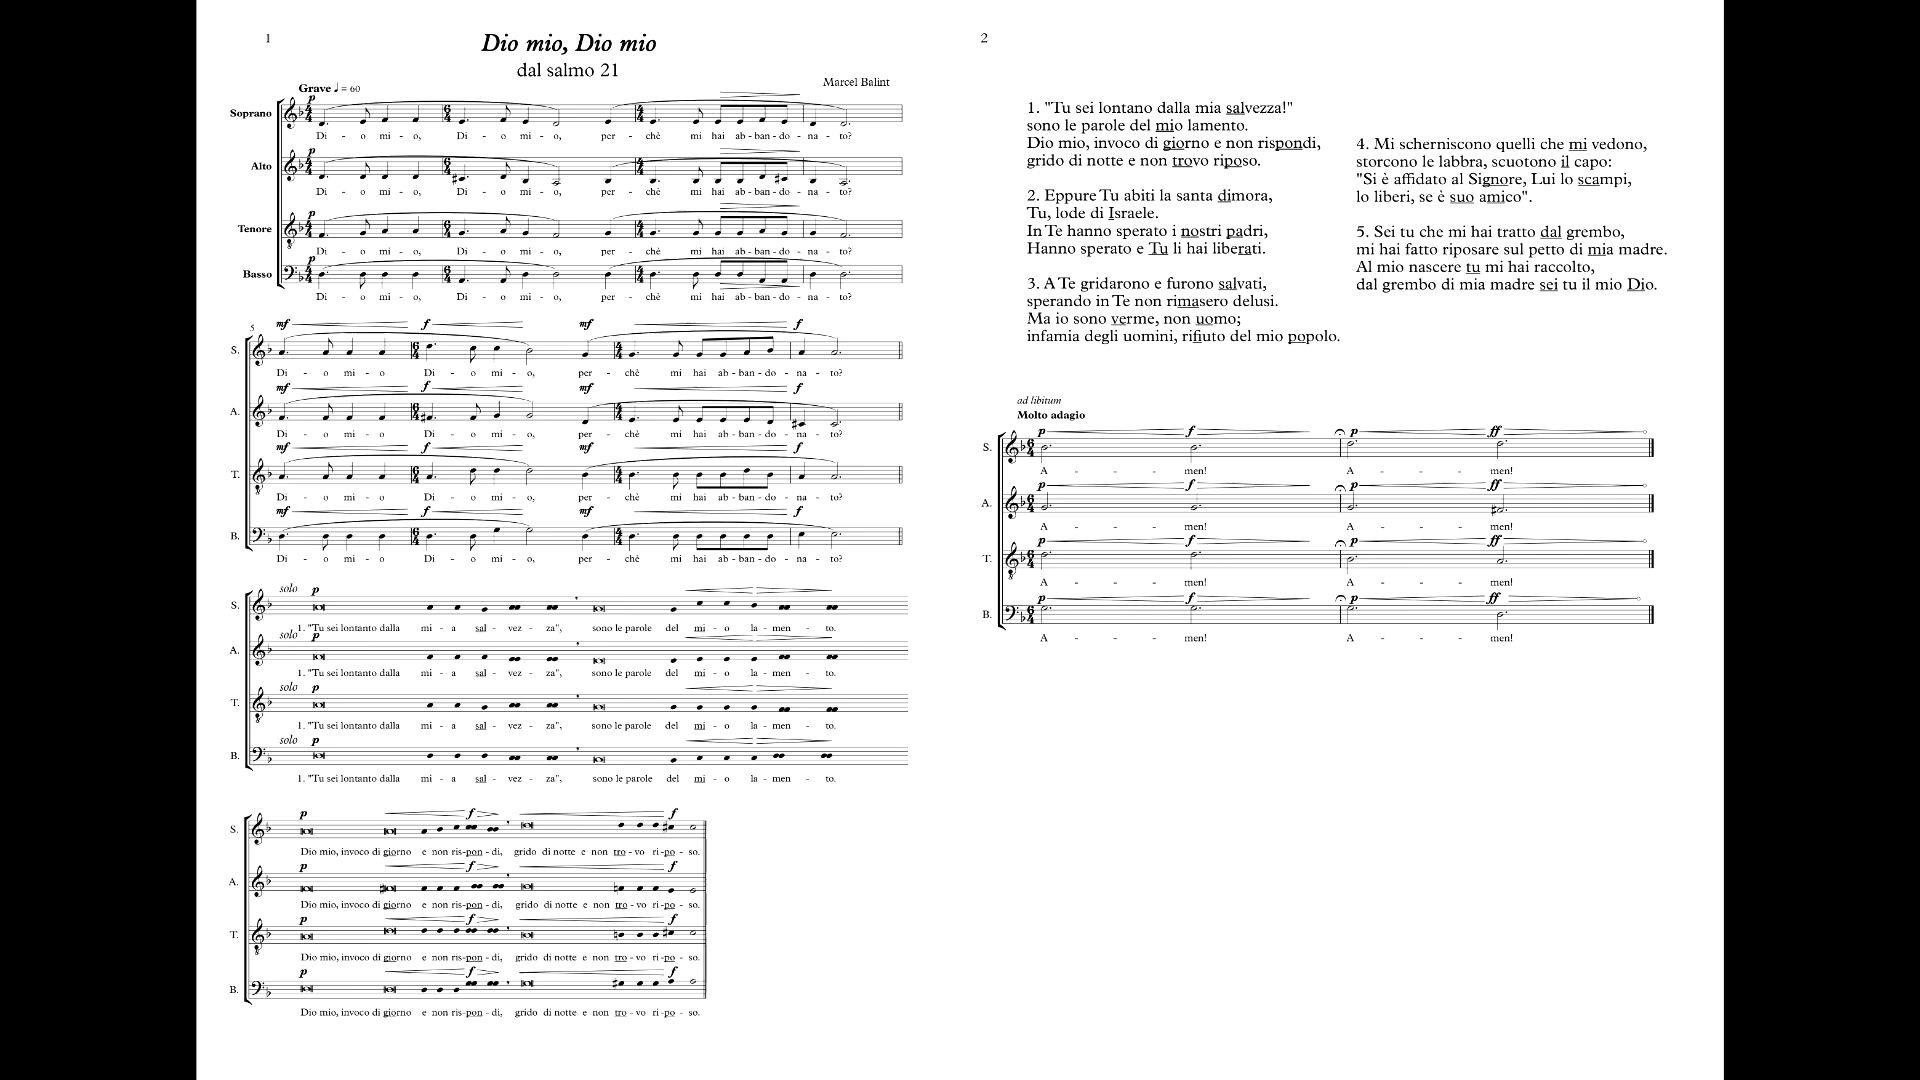 1
Dio mio, Dio mio
dal salmo 21
Marcel Balint
Grave ♩ = 60
p
Soprano
Di - o mi - o, Di - o mi - o, per - chè mi hai ab - ban - do - na - to?
p
Alto
Di - o mi - o, Di - o mi - o, per - chè mi hai ab - ban - do - na - to?
p
Tenore
Di - o mi - o, Di - o mi - o, per - chè mi hai ab - ban - do - na - to?
p
Basso
Di - o mi - o, Di - o mi - o, per - chè mi hai ab - ban - do - na - to?
5
mf f mf f
S.
Di - o mi - o Di - o mi - o, per - chè mi hai ab - ban - do - na - to?
mf f mf f
A.
Di - o mi - o Di - o mi - o, per - chè mi hai ab - ban - do - na - to?
mf f mf f
T.
Di - o mi - o Di - o mi - o, per - chè mi hai ab - ban - do - na - to?
mf f mf f
B.
Di - o mi - o Di - o mi - o, per - chè mi hai ab - ban - do - na - to?
solo p
S.
1. "Tu sei lontanto dalla mi - a sal - vez - za", sono le parole del mi - o la - men - to.
solo p
A.
1. "Tu sei lontanto dalla mi - a sal - vez - za", sono le parole del mi - o la - men - to.
solo p
T.
1. "Tu sei lontanto dalla mi - a sal - vez - za", sono le parole del mi - o la - men - to.
solo p
B.
1. "Tu sei lontanto dalla mi - a sal - vez - za", sono le parole del mi - o la - men - to.
p f f
S.
Dio mio, invoco di giorno e non ris-pon - di, grido di notte e non tro - vo ri-po - so.
p f f
A.
Dio mio, invoco di giorno e non ris-pon - di, grido di notte e non tro - vo ri-po - so.
p f f
T.
Dio mio, invoco di giorno e non ris-pon - di, grido di notte e non tro - vo ri-po - so.
p f f
B.
Dio mio, invoco di giorno e non ris-pon - di, grido di notte e non tro - vo ri-po - so.
2
1. "Tu sei lontano dalla mia salvezza!"
sono le parole del mio lamento.
Dio mio, invoco di giorno e non rispondi,
grido di notte e non trovo riposo.
2. Eppure Tu abiti la santa dimora,
Tu, lode di Israele.
In Te hanno sperato i nostri padri,
Hanno sperato e Tu li hai liberati.
3. A Te gridarono e furono salvati,
sperando in Te non rimasero delusi.
Ma io sono verme, non uomo;
infamia degli uomini, rifiuto del mio popolo.
4. Mi scherniscono quelli che mi vedono,
storcono le labbra, scuotono il capo:
"Si è affidato al Signore, Lui lo scampi,
lo liberi, se è suo amico".
5. Sei tu che mi hai tratto dal grembo,
mi hai fatto riposare sul petto di mia madre.
Al mio nascere tu mi hai raccolto,
dal grembo di mia madre sei tu il mio Dio.
ad libitum
Molto adagio
p f p ff
S.
A - - - men! A - - - men!
p f p ff
A.
A - - - men! A - - - men!
p f p ff
T.
A - - - men! A - - - men!
p f p ff
B.
A - - - men! A - - - men!